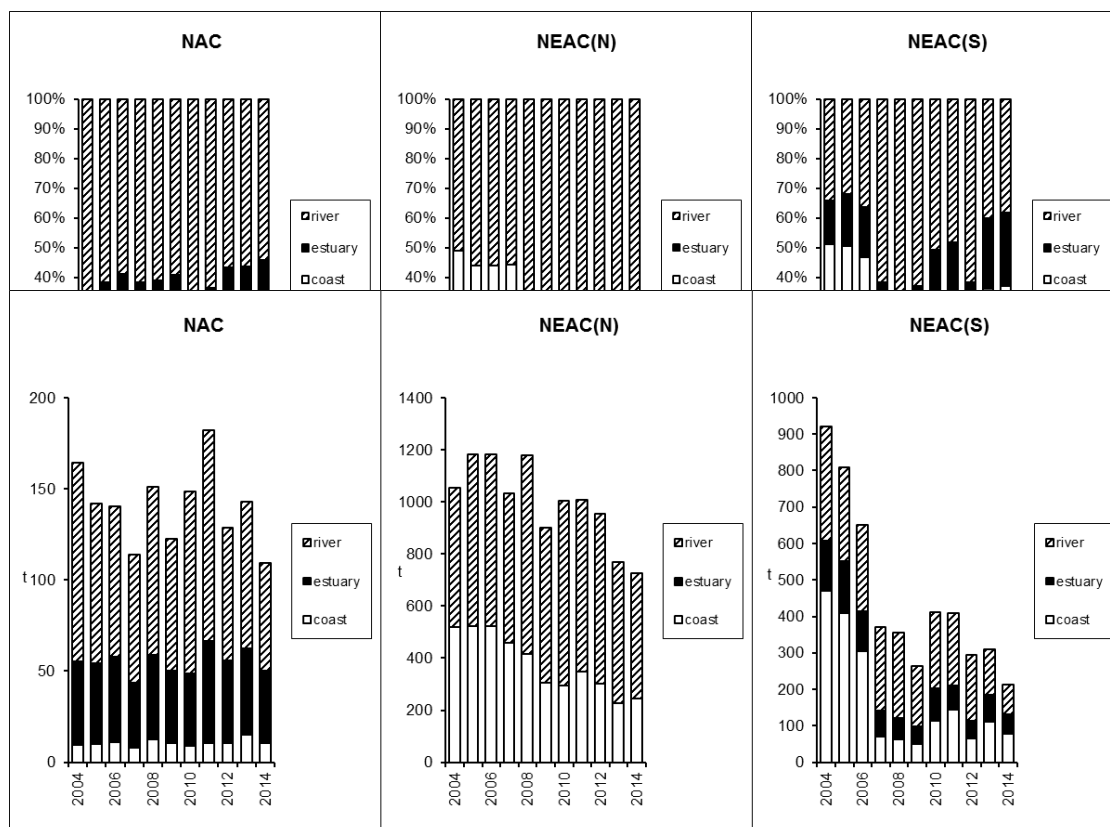 NAC
100%
90%
80%
70%
60%
50%
40%
river
estuary
coast
NEAC(N)
100%
90%
80%
70%
60%
50%
40%
river
estuary
coast
NEAC(S)
100%
90%
80%
70%
60%
50%
40%
river
estuary
coast
NAC
200
150
100
50
0
t
2004
2006
2008
2010
2012
2014
river
estuary
coast
NEAC(N)
1400
1200
1000
800
600
400
200
0
t
2004
2006
2008
2010
2012
2014
river
estuary
coast
NEAC(S)
1000
900
800
700
600
500
400
300
200
100
0
t
2004
2006
2008
2010
2012
2014
river
estuary
coast